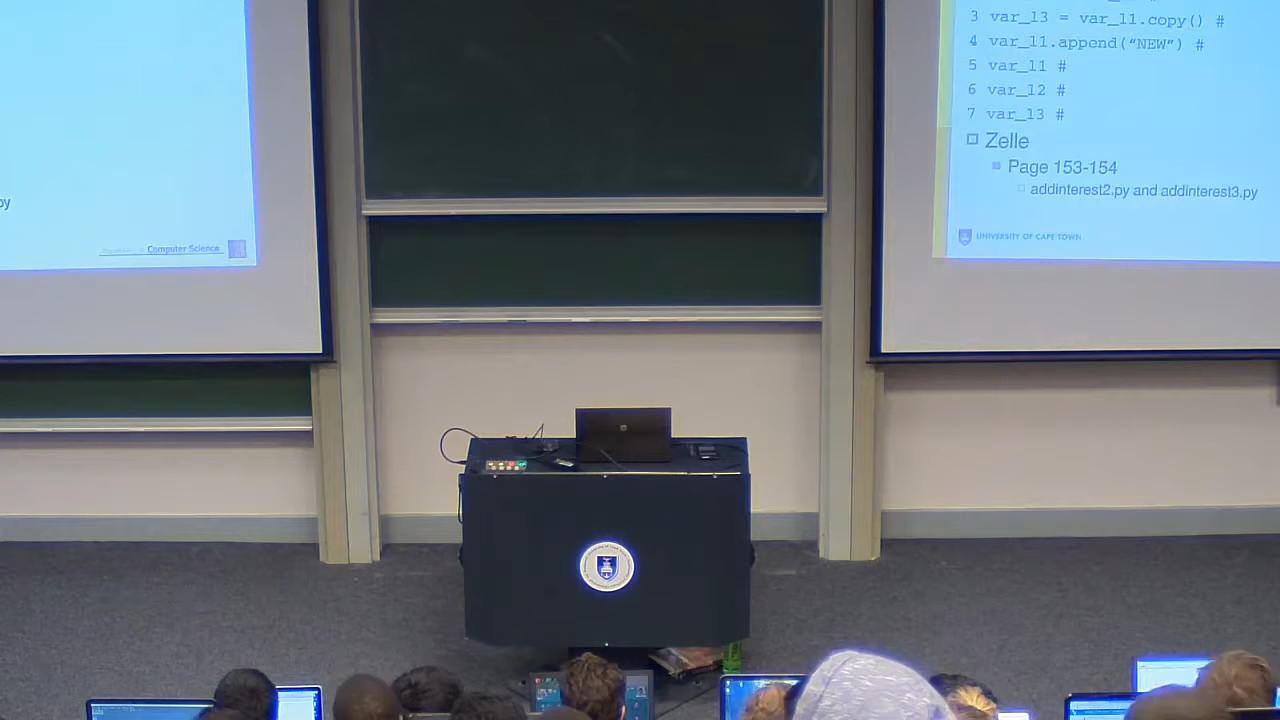 py
Computer Science
3 var_l3 = var_l1.copy() #
4 var_l1.append(“NEW”) #
5 var_l1 #
6 var_l2 #
7 var_l3 #
Zelle
Page 153-154
addinterest2.py and addinterest3.py
UNIVERSITY OF CAPE TOWN